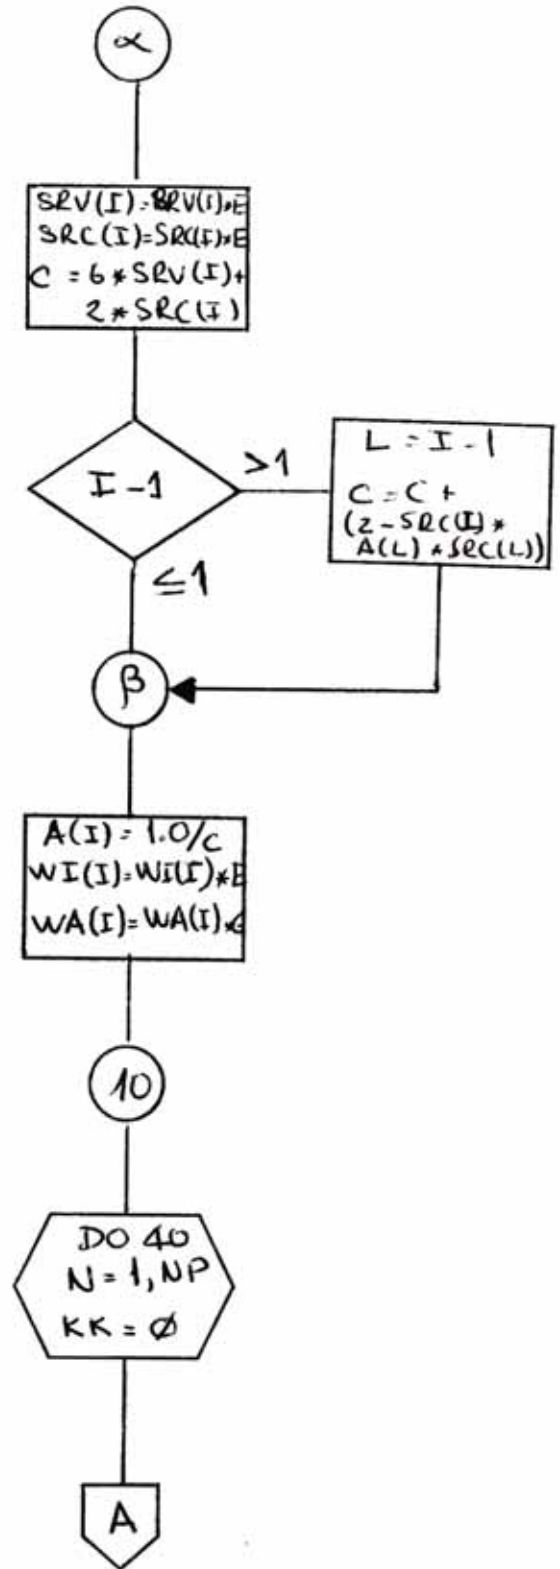 α
SRV(I)=SRV(I)*E
SRC(I)=SRC(I)*E
C = 6 * SRV(I)+
2 * SRC(I)
I - 1
>1
L = I - 1
C = C +
(2-SRC(I)*
A(L)*SRC(L))
≤1
β
A(I) = 1.0/C
WI(I)=WI(I)*E
WA(I)=WA(I)*
10
DO 40
N = 1, NP
KK = Ø
A